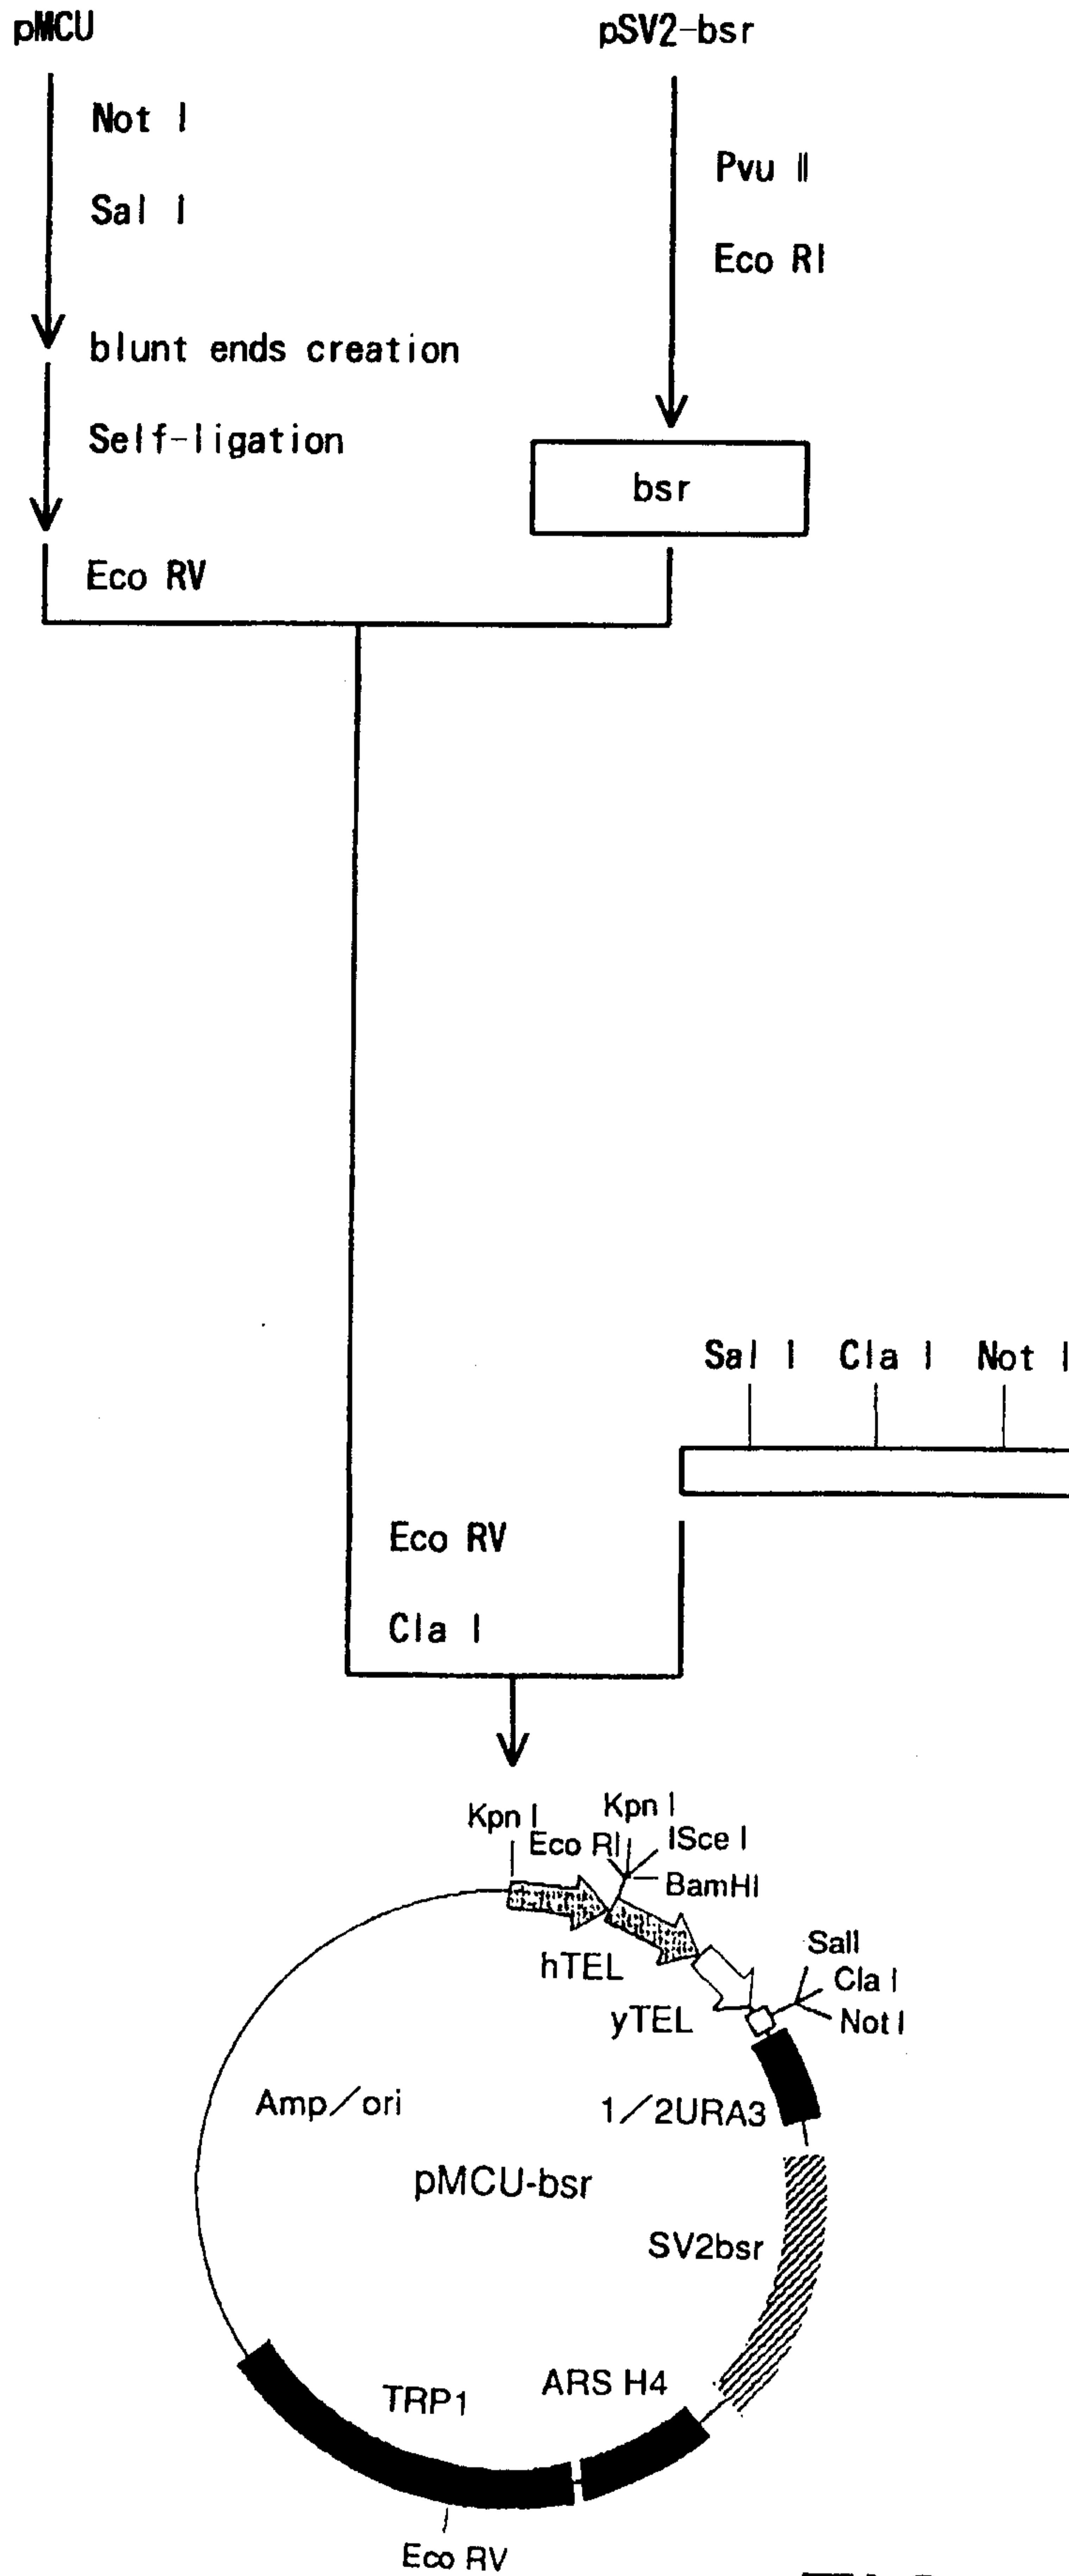 pMCU
pSV2-bsr
Not I
Pvu II
Sal I
Eco RI
blunt ends creation
Self-ligation
bsr
Eco RV
Sal I Cla I Not I
Eco RV
Cla I
Kpn I
Kpn I
Eco RI
ISce I
BamHI
hTEL
SalI
Cla I
yTEL
Not I
Amp/ori
1/2URA3
pMCU-bsr
SV2bsr
ARS H4
TRP1
Eco RV